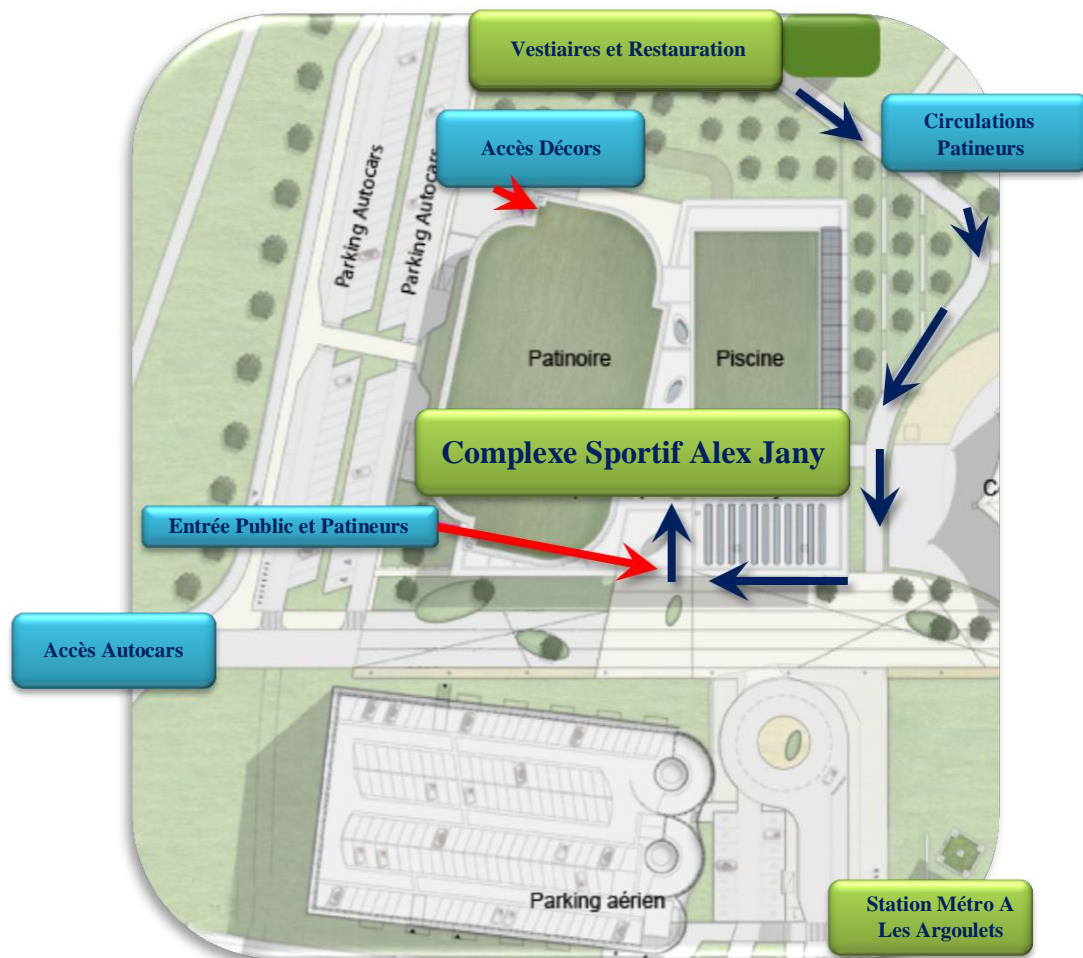 Vestiaires et Restauration
Circulations
Patineurs
Accès Décors
Parking Autocars
Parking Autocars
Patinoire
Piscine
Complexe Sportif Alex Jany
Entrée Public et Patineurs
Accès Autocars
Parking aérien
Station Métro A
Les Argoulets